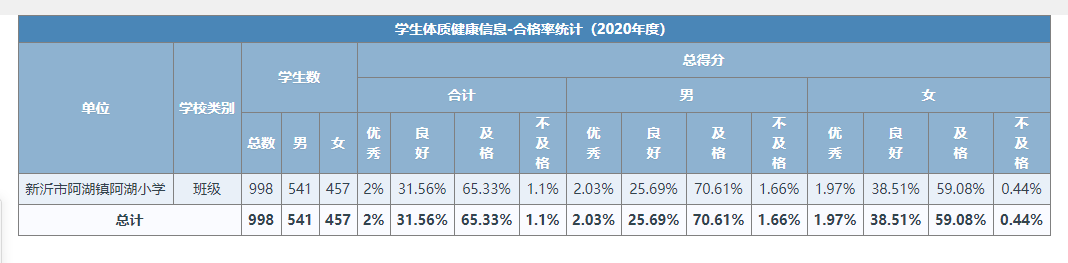 学生体质健康信息-合格率统计（2020年度）
单位 学校类别 学生数 总得分
合计 男 女
总数 男 女 优秀 良好 及格 不及格 优秀 良好 及格 不及格 优秀 良好 及格 不及格
新沂市阿湖镇阿湖小学 班级 998 541 457 2% 31.56% 65.33% 1.1% 2.03% 25.69% 70.61% 1.66% 1.97% 38.51% 59.08% 0.44%
总计 998 541 457 2% 31.56% 65.33% 1.1% 2.03% 25.69% 70.61% 1.66% 1.97% 38.51% 59.08% 0.44%